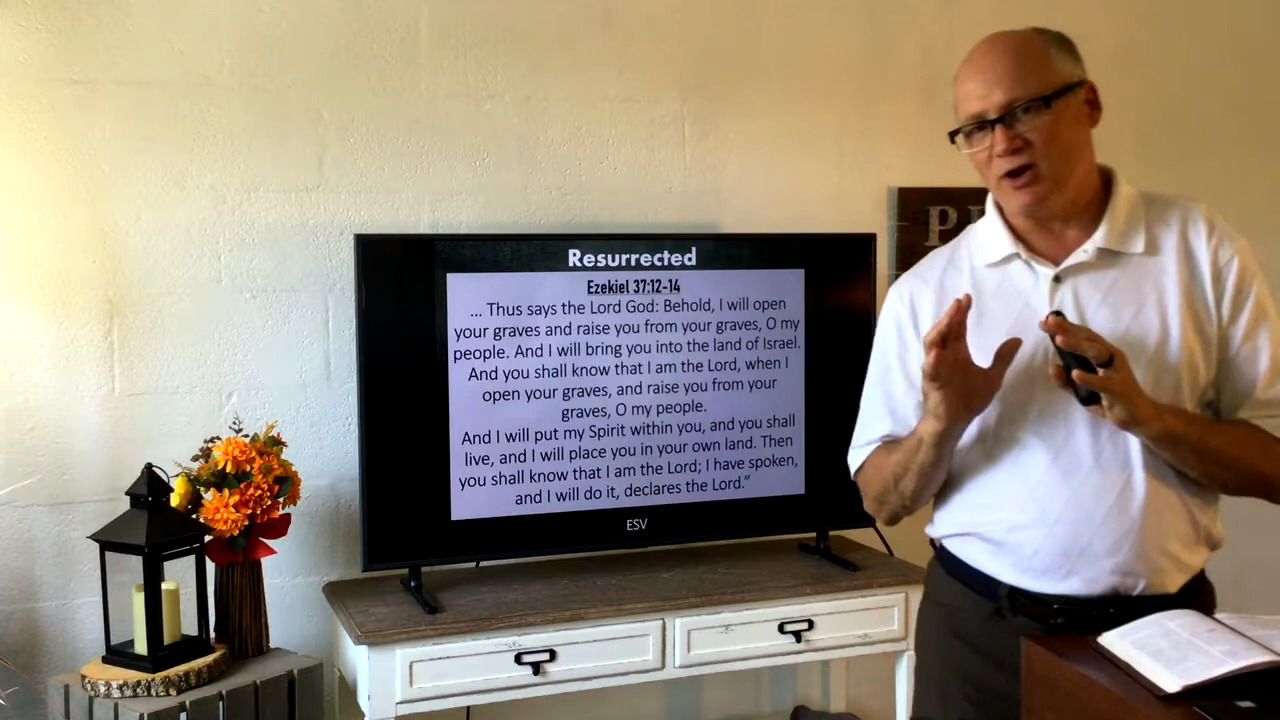 Resurrected
Ezekiel 37:12-14
... Thus says the Lord God: Behold, I will open
your graves and raise you from your graves, O my
people. And I will bring you into the land of Israel.
And you shall know that I am the Lord, when I
open your graves, and raise you from your
graves, O my people.
And I will put my Spirit within you, and you shall
live, and I will place you in your own land. Then
you shall know that I am the Lord; I have spoken,
and I will do it, declares the Lord.”
ESV